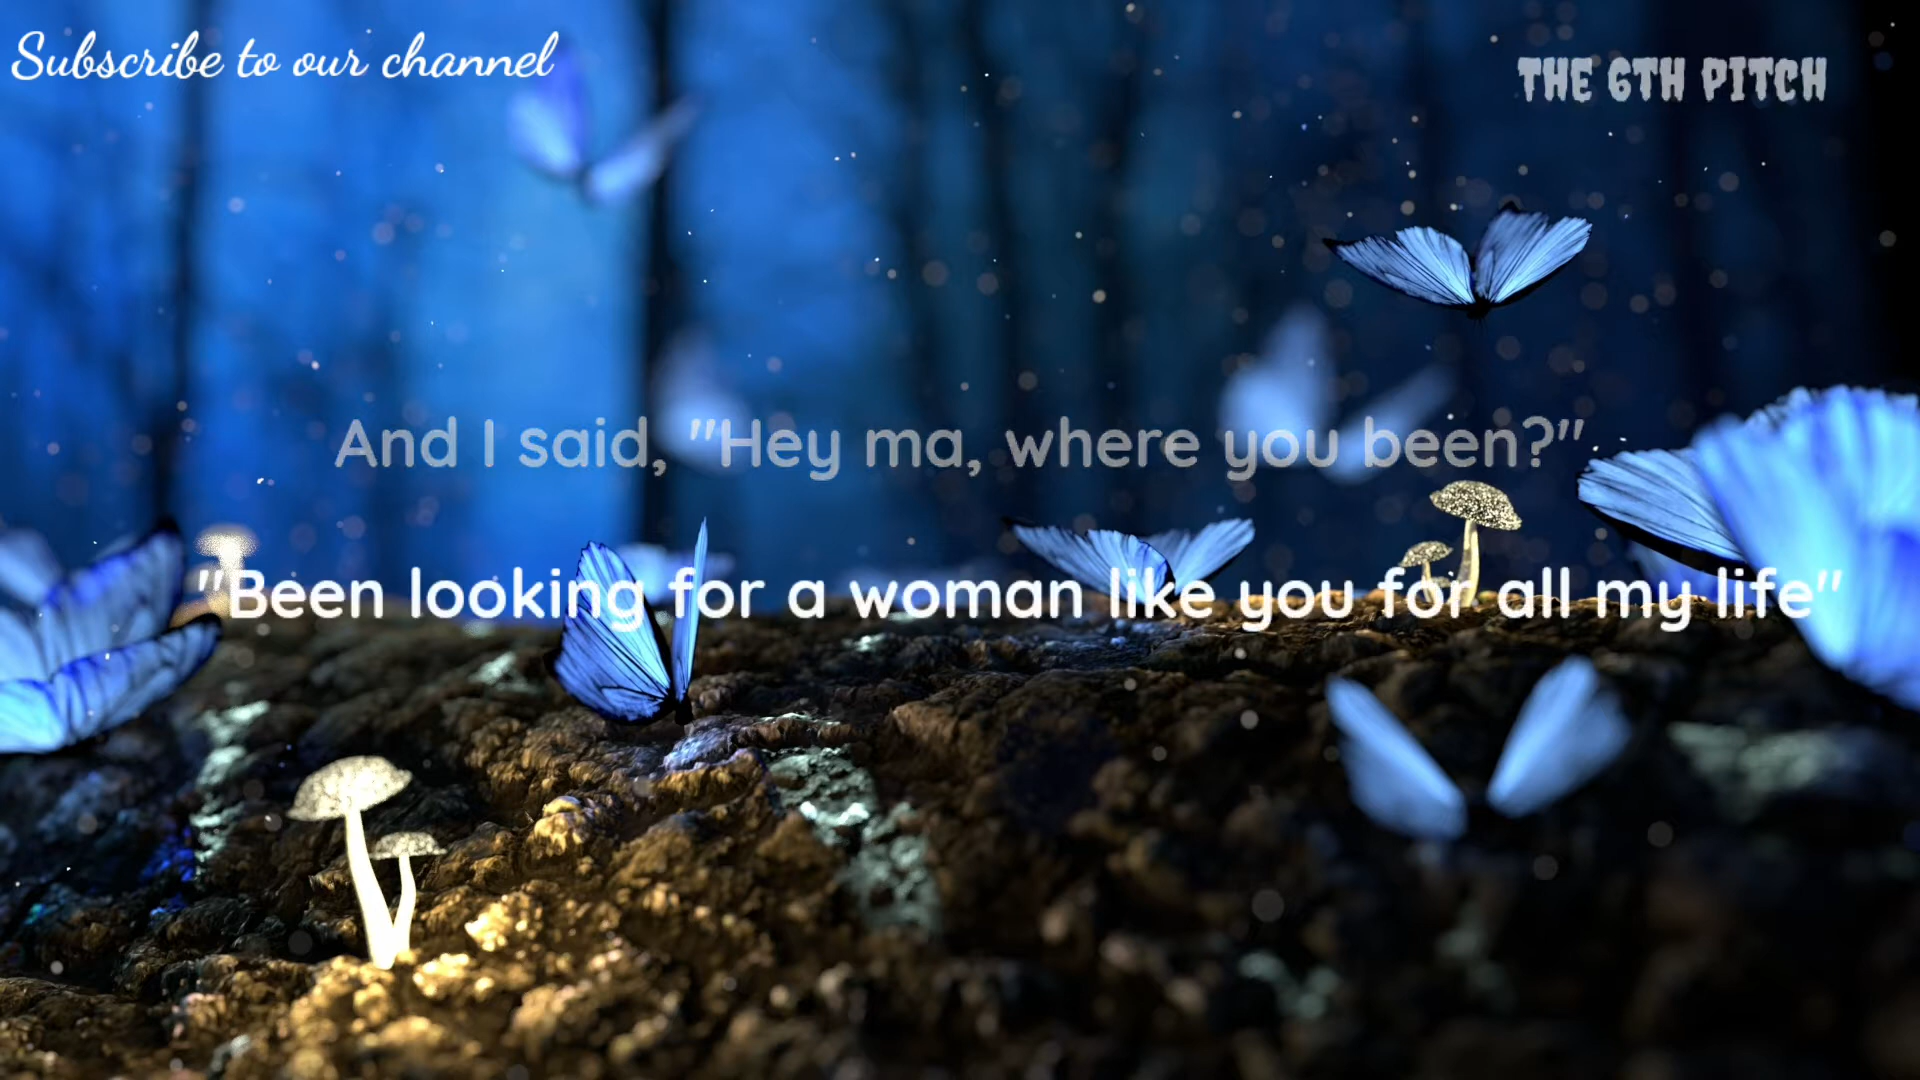 Subscribe to our channel
THE 6TH PITCH
And I said, "Hey ma, where you been?"
"Been looking for a woman like you for all my life"